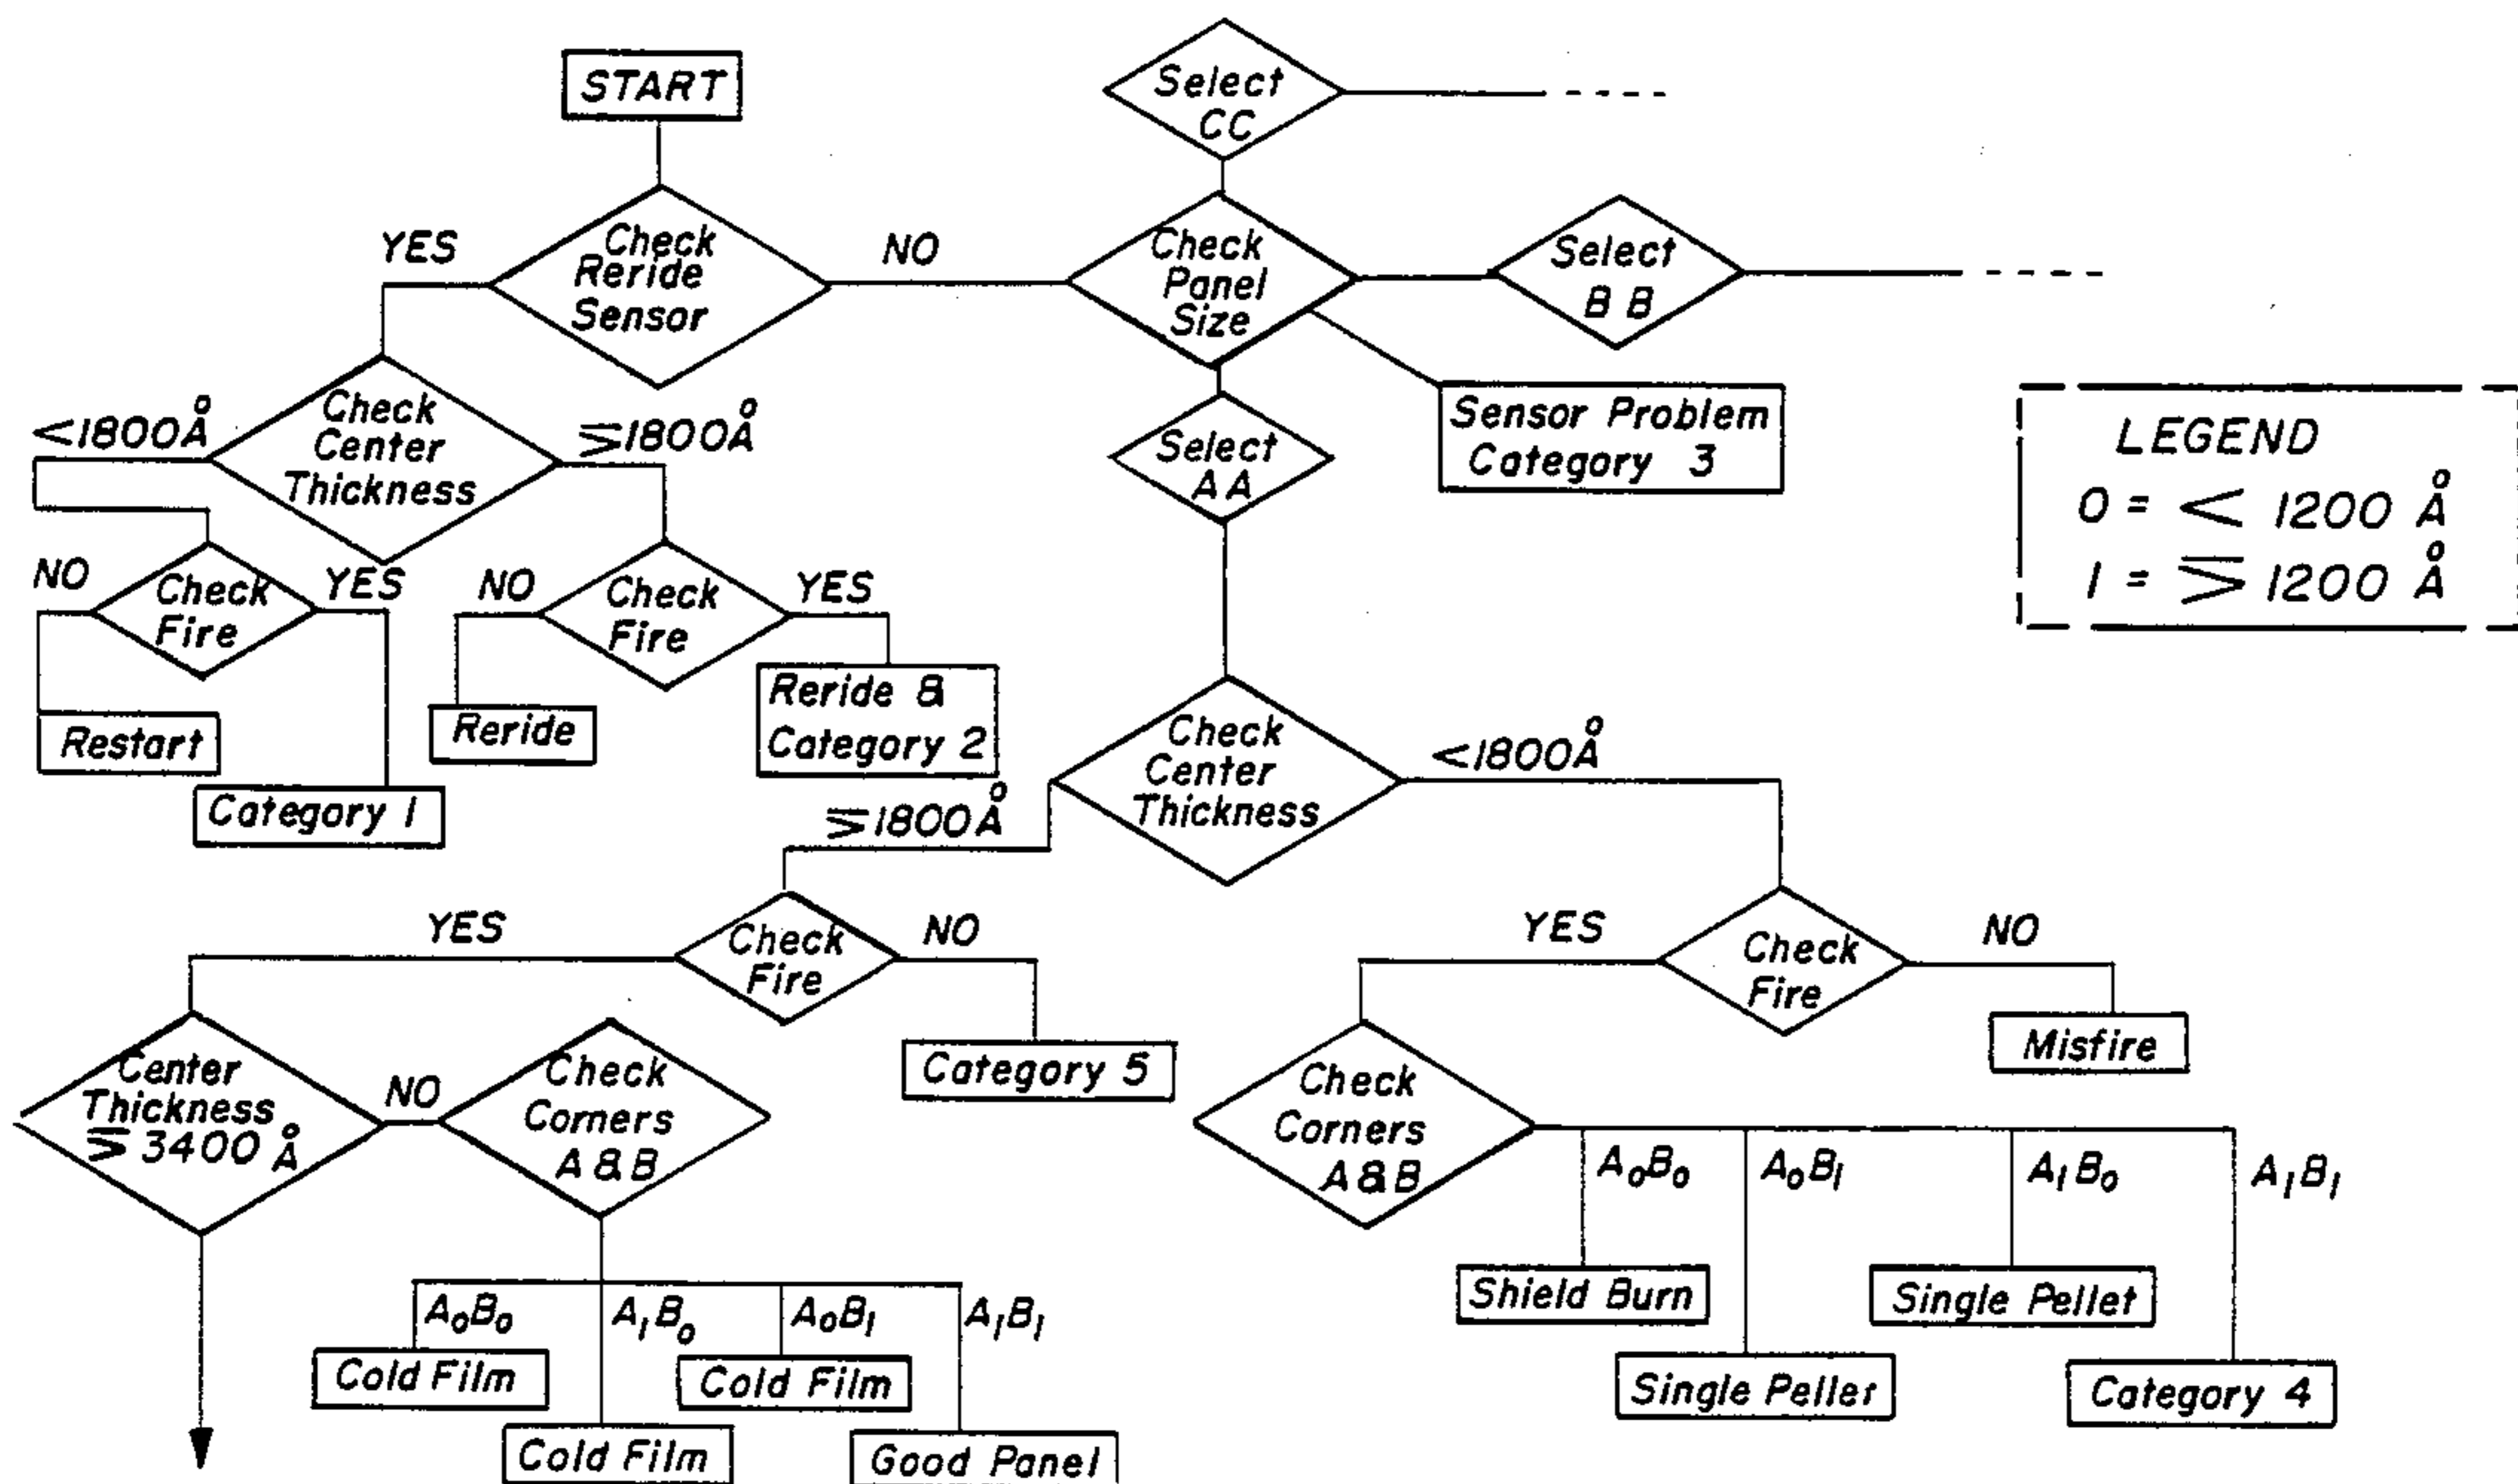 START
Select
CC
Check
Reride
Sensor
YES
NO
Check
Panel
Size
Select
BB
Sensor Problem
Category 3
Select
AA
Check
Center
Thickness
<1800Å
≧1800Å
NO
Check
Fire
YES
NO
Check
Fire
YES
Restart
Category 1
Reride
Reride &
Category 2
LEGEND
0 = < 1200 Å
1 = ≧ 1200 Å
Check
Center
Thickness
<1800Å
≧1800Å
YES
Check
Fire
NO
Category 5
YES
Check
Fire
NO
Misfire
Center
Thickness
≧3400 Å
NO
Check
Corners
A&B
A₀B₀
A₁B₀
A₀B₁
A₁B₁
Cold Film
Cold Film
Cold Film
Good Panel
Check
Corners
A&B
A₀B₀
A₀B₁
A₁B₀
A₁B₁
Shield Burn
Single Pellet
Single Pellet
Category 4